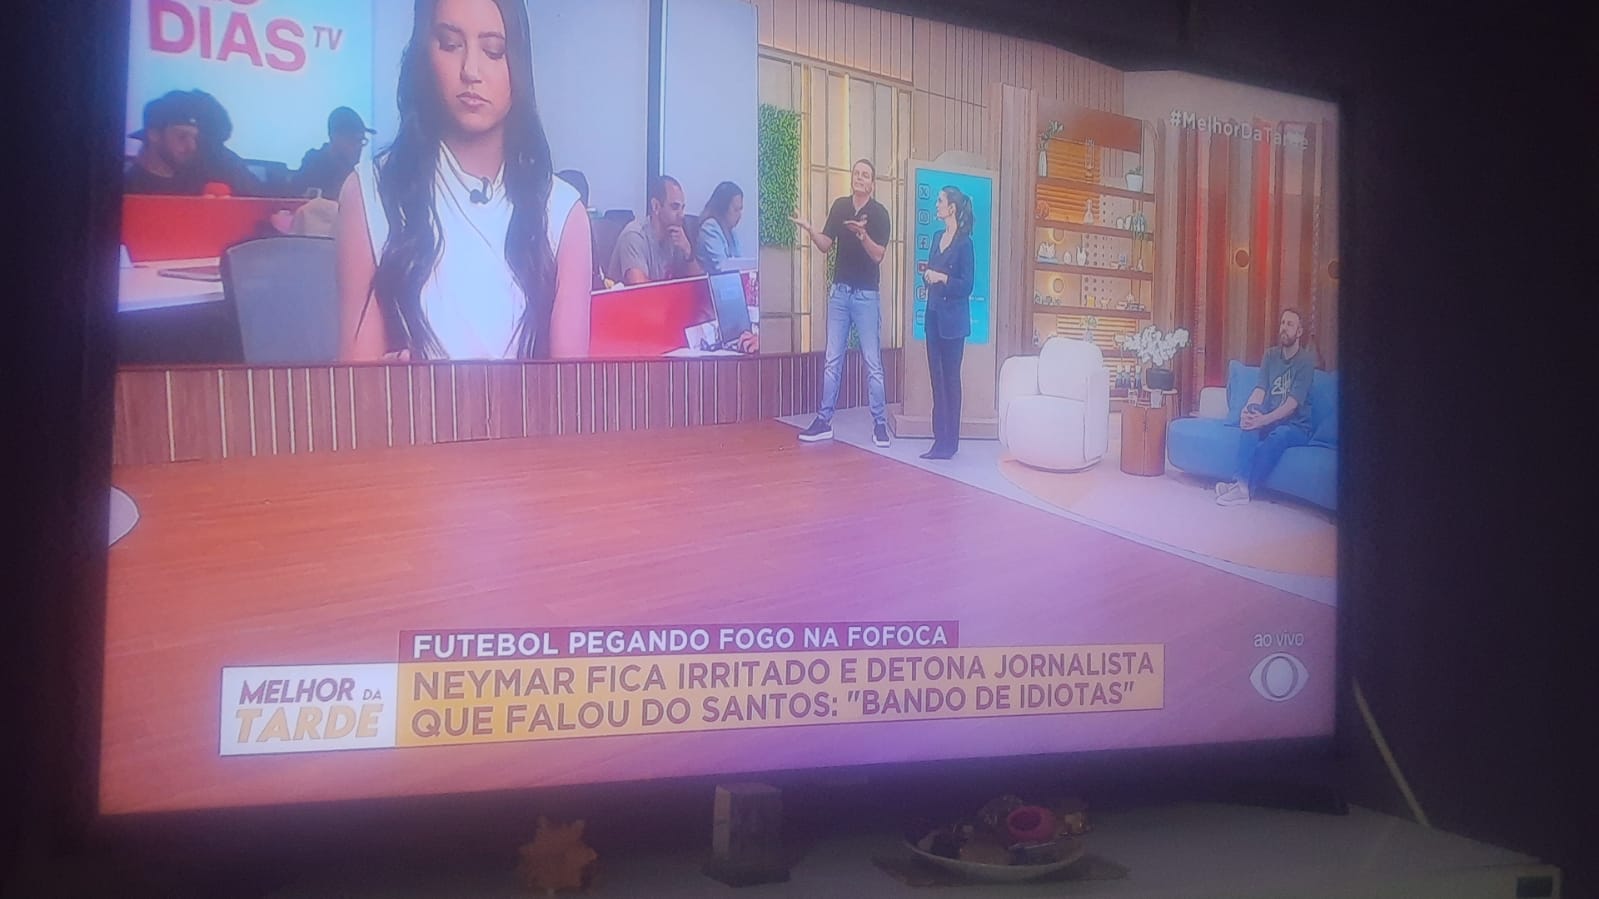 DIAS TV
#MelhorDaTarde
FUTEBOL PEGANDO FOGO NA FOFOCA
MELHOR DA
TARDE
NEYMAR FICA IRRITADO E DETONA JORNALISTA
QUE FALOU DO SANTOS: "BANDO DE IDIOTAS"
ao vivo